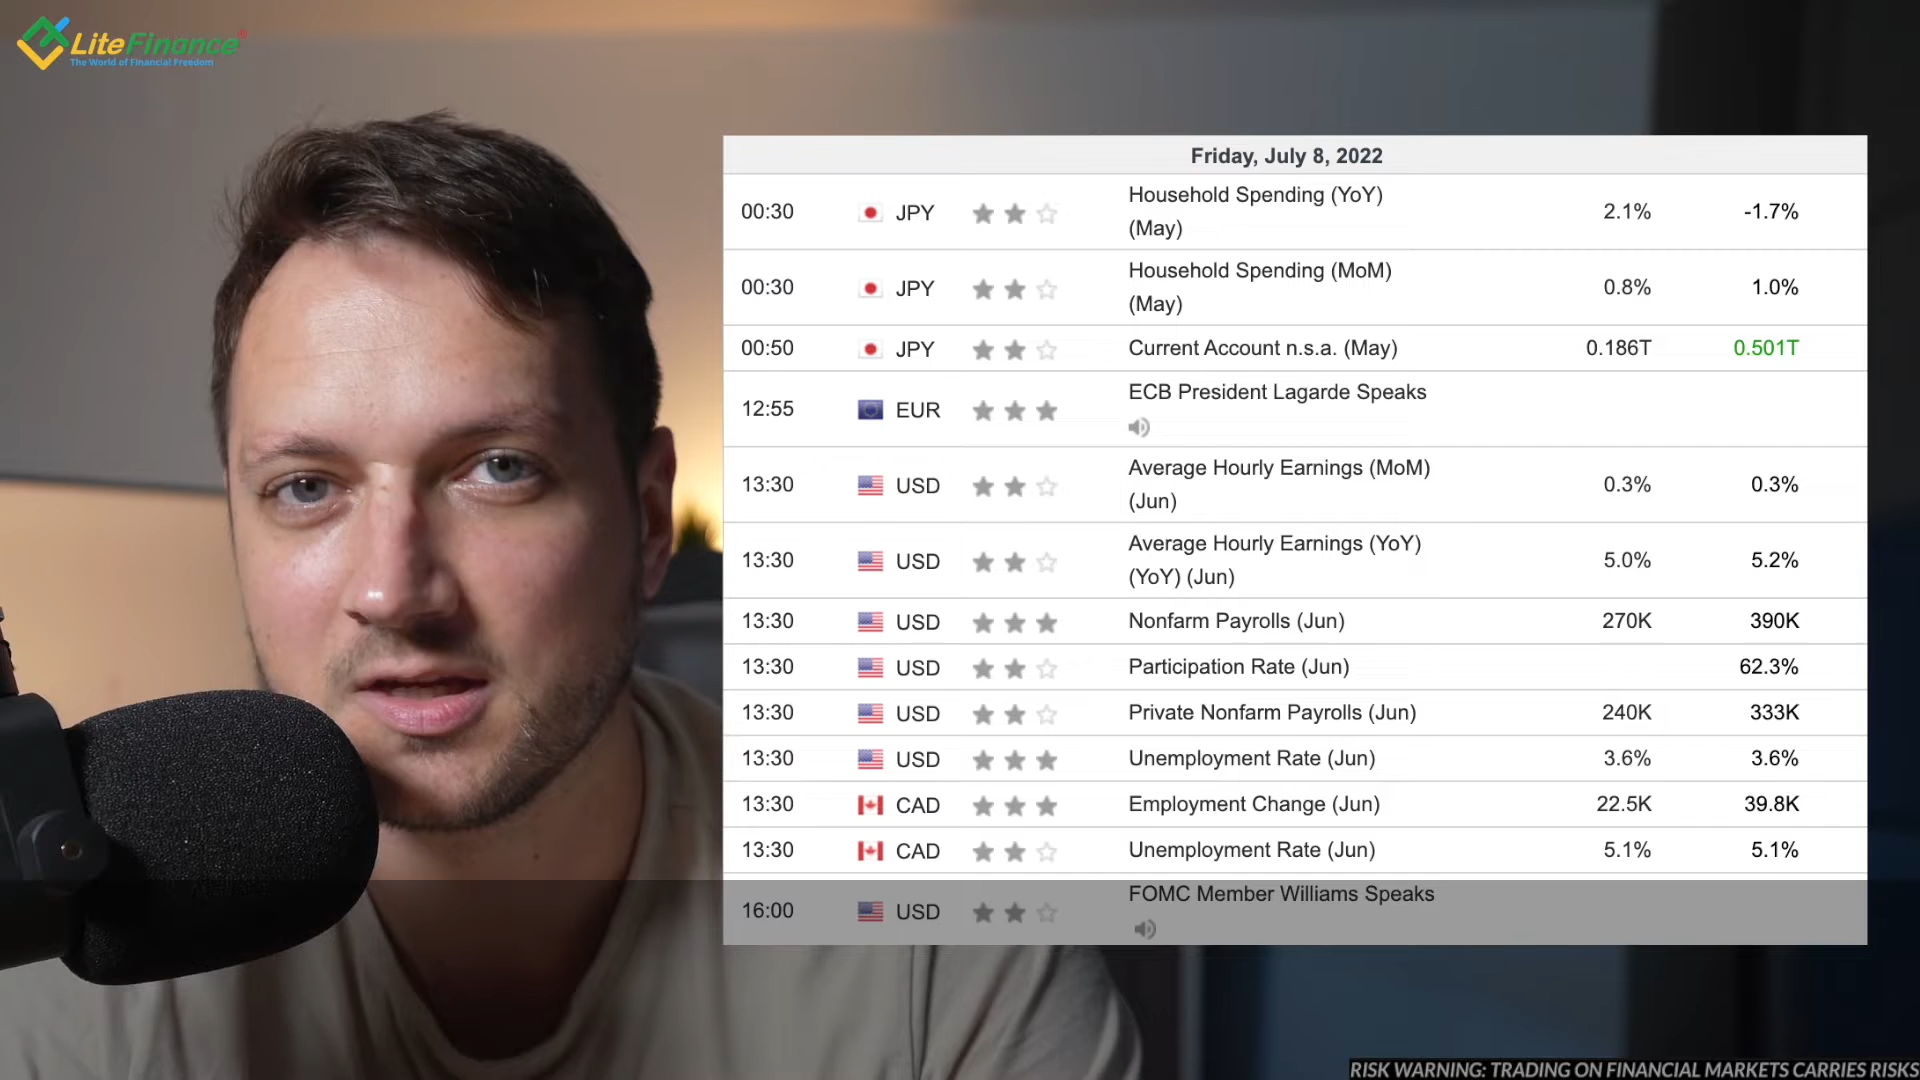 LiteFinance®
The World of Financial Freedom
Friday, July 8, 2022
00:30 JPY Household Spending (YoY) (May) 2.1% -1.7%
00:30 JPY Household Spending (MoM) (May) 0.8% 1.0%
00:50 JPY Current Account n.s.a. (May) 0.186T 0.501T
12:55 EUR ECB President Lagarde Speaks
13:30 USD Average Hourly Earnings (MoM) (Jun) 0.3% 0.3%
13:30 USD Average Hourly Earnings (YoY) (YoY) (Jun) 5.0% 5.2%
13:30 USD Nonfarm Payrolls (Jun) 270K 390K
13:30 USD Participation Rate (Jun) 62.3%
13:30 USD Private Nonfarm Payrolls (Jun) 240K 333K
13:30 USD Unemployment Rate (Jun) 3.6% 3.6%
13:30 CAD Employment Change (Jun) 22.5K 39.8K
13:30 CAD Unemployment Rate (Jun) 5.1% 5.1%
16:00 USD FOMC Member Williams Speaks
RISK WARNING: TRADING ON FINANCIAL MARKETS CARRIES RISKS